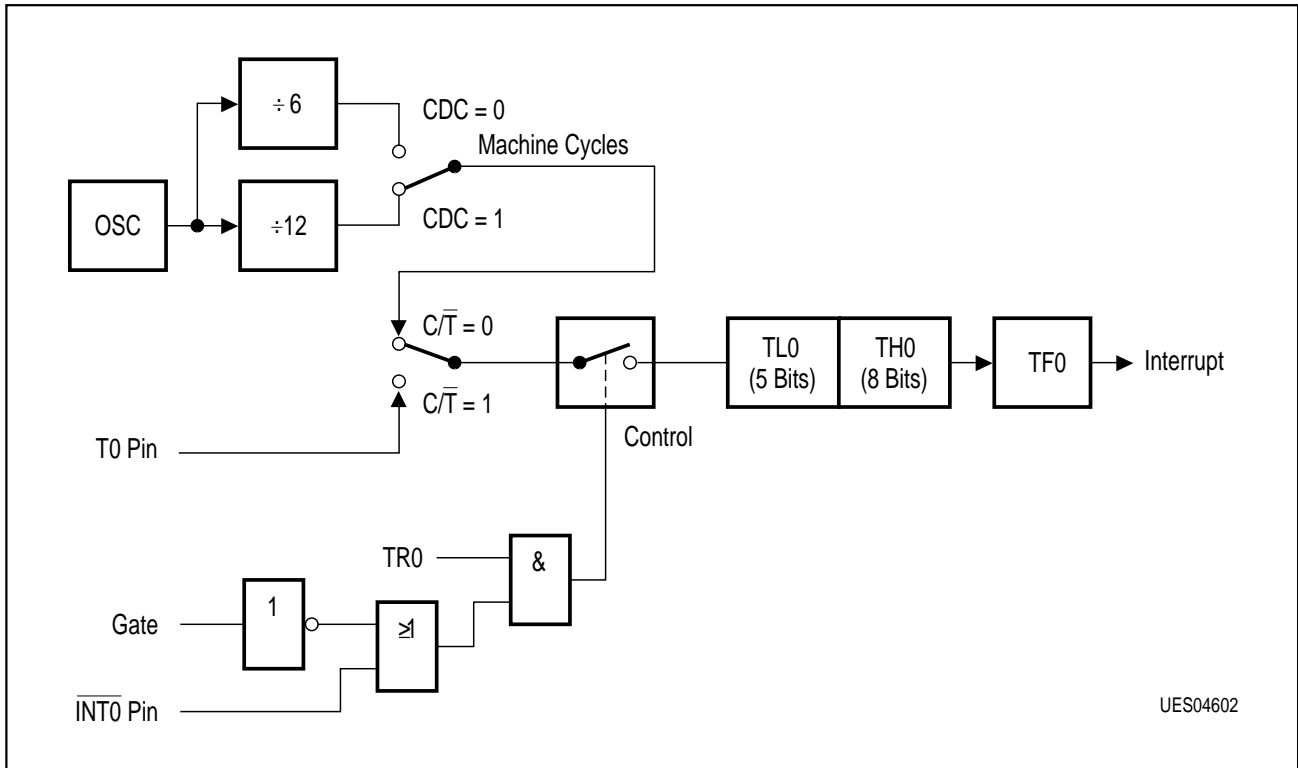 ÷ 6
CDC = 0
Machine Cycles
OSC
÷12
CDC = 1
C/T̅ = 0
TL0
(5 Bits)
TH0
(8 Bits)
TF0
Interrupt
C/T̅ = 1
T0 Pin
Control
TR0
&
1
Gate
≥1
I̅N̅T̅0̅ Pin
UES04602